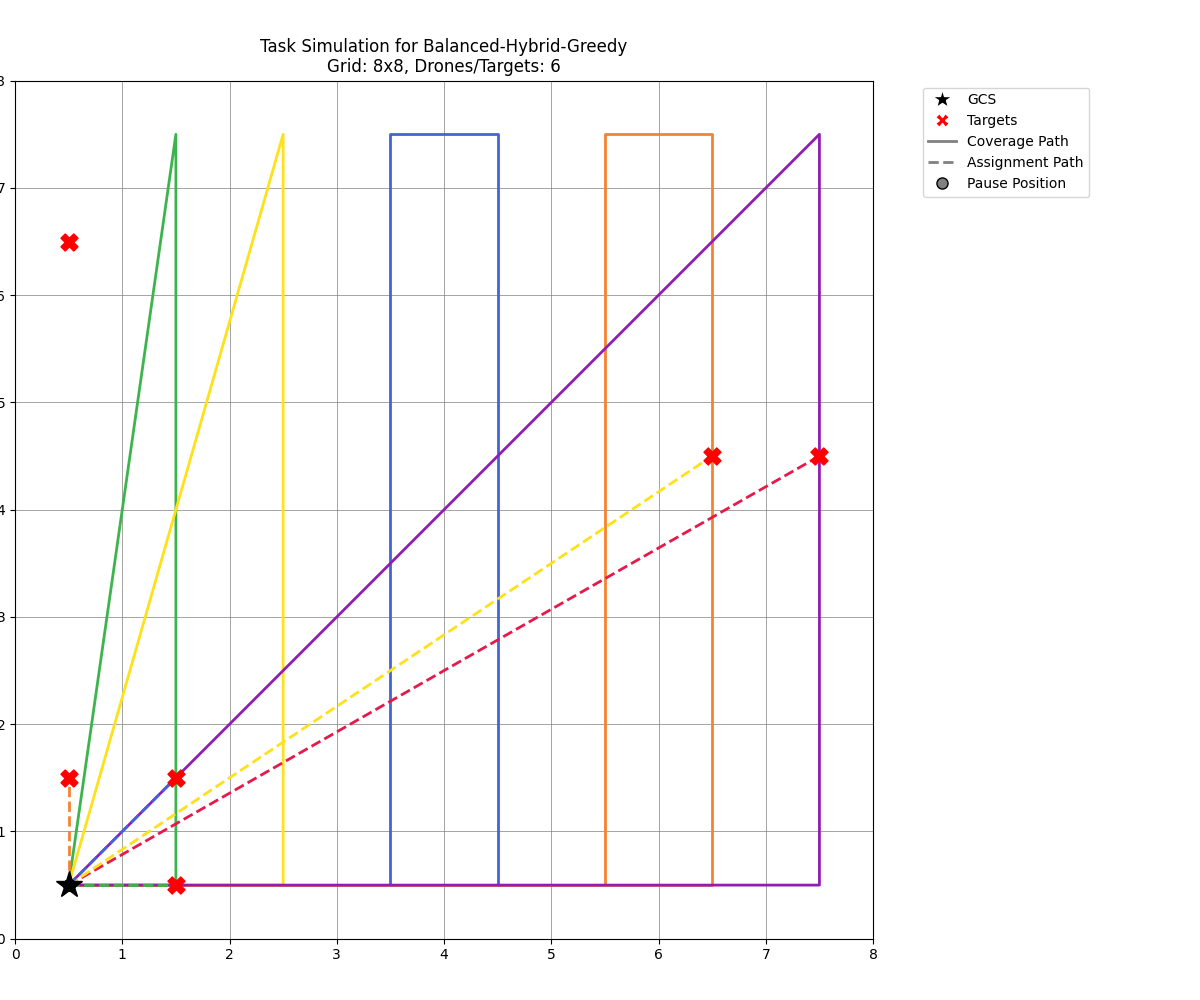 Task Simulation for Balanced-Hybrid-Greedy
Grid: 8x8, Drones/Targets: 6
GCS
Targets
Coverage Path
Assignment Path
Pause Position
8
7
6
5
4
3
2
1
0
0 1 2 3 4 5 6 7 8